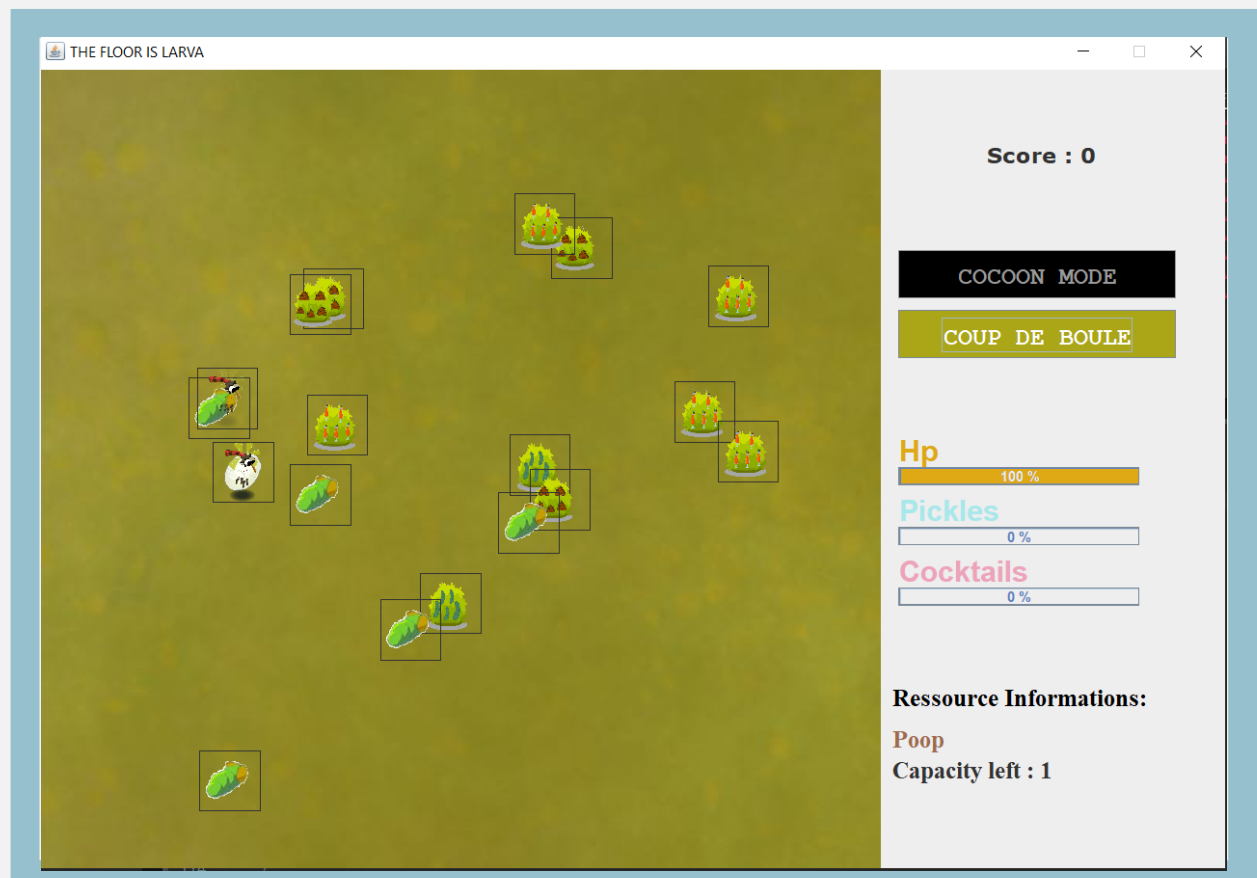 THE FLOOR IS LARVA
Score : 0
COCOON MODE
COUP DE BOULE
Hp
100 %
Pickles
0 %
Cocktails
0 %
Ressource Informations:
Poop
Capacity left : 1